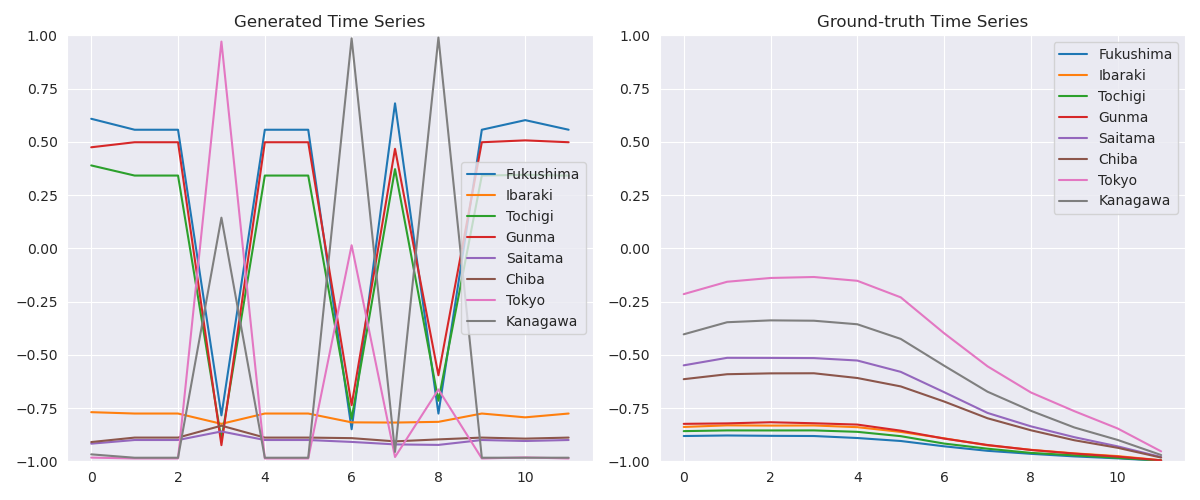 Generated Time Series
1.00
0.75
0.50
0.25
0.00
−0.25
−0.50
−0.75
−1.00
0 2 4 6 8 10
Fukushima
Ibaraki
Tochigi
Gunma
Saitama
Chiba
Tokyo
Kanagawa
Ground-truth Time Series
1.00
0.75
0.50
0.25
0.00
−0.25
−0.50
−0.75
−1.00
0 2 4 6 8 10
Fukushima
Ibaraki
Tochigi
Gunma
Saitama
Chiba
Tokyo
Kanagawa